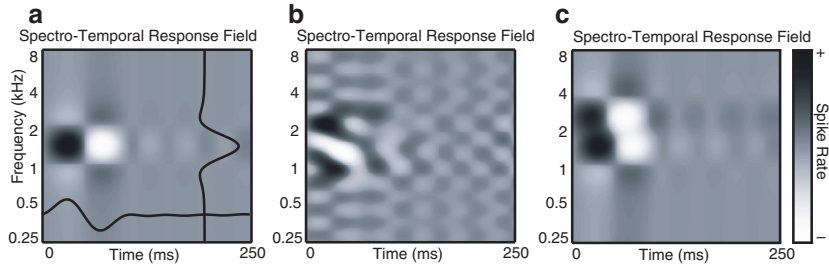 a
Spectro-Temporal Response Field
8
4
2
1
0.5
0.25
Frequency (kHz)
0
Time (ms)
250
b
Spectro-Temporal Response Field
8
4
2
1
0.5
0.25
0
Time (ms)
250
c
Spectro-Temporal Response Field
8
4
2
1
0.5
0.25
0
Time (ms)
250
+
Spike Rate
–